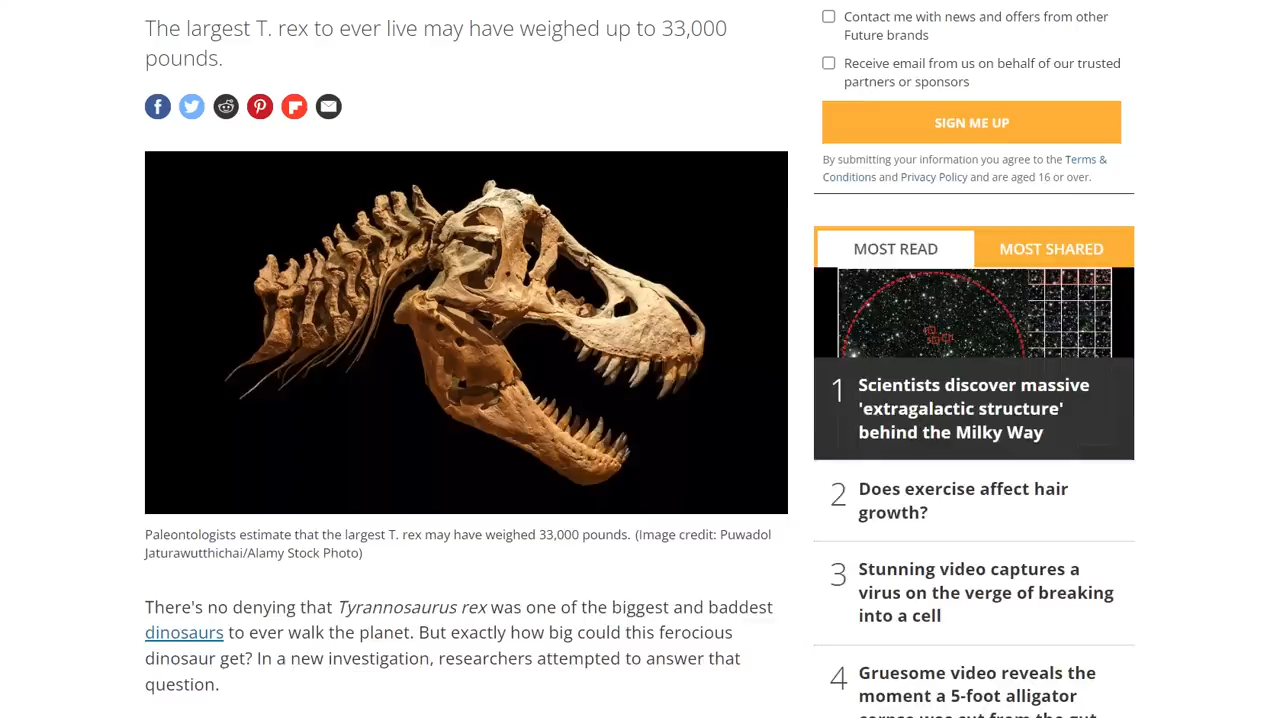 The largest T. rex to ever live may have weighed up to 33,000
pounds.
Paleontologists estimate that the largest T. rex may have weighed 33,000 pounds. (Image credit: Puwadol
Jaturawutthichai/Alamy Stock Photo)
There's no denying that Tyrannosaurus rex was one of the biggest and baddest
dinosaurs to ever walk the planet. But exactly how big could this ferocious
dinosaur get? In a new investigation, researchers attempted to answer that
question.
Contact me with news and offers from other
Future brands
Receive email from us on behalf of our trusted
partners or sponsors
SIGN ME UP
By submitting your information you agree to the Terms &
Conditions and Privacy Policy and are aged 16 or over.
MOST READ
MOST SHARED
1 Scientists discover massive
'extragalactic structure'
behind the Milky Way
2 Does exercise affect hair
growth?
3 Stunning video captures a
virus on the verge of breaking
into a cell
4 Gruesome video reveals the
moment a 5-foot alligator